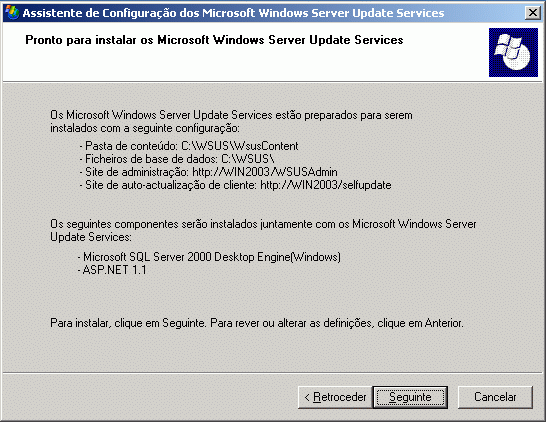 Assistente de Configuração dos Microsoft Windows Server Update Services
Pronto para instalar os Microsoft Windows Server Update Services
Os Microsoft Windows Server Update Services estão preparados para serem
instalados com a seguinte configuração:
- Pasta de conteúdo: C:\WSUS\WsusContent
- Ficheiros de base de dados: C:\WSUS\
- Site de administração: http://WIN2003/WSUSAdmin
- Site de auto-actualização de cliente: http://WIN2003/selfupdate
Os seguintes componentes serão instalados juntamente com os Microsoft Windows Server
Update Services:
- Microsoft SQL Server 2000 Desktop Engine(Windows)
- ASP.NET 1.1
Para instalar, clique em Seguinte. Para rever ou alterar as definições, clique em Anterior.
< Retroceder Seguinte Cancelar